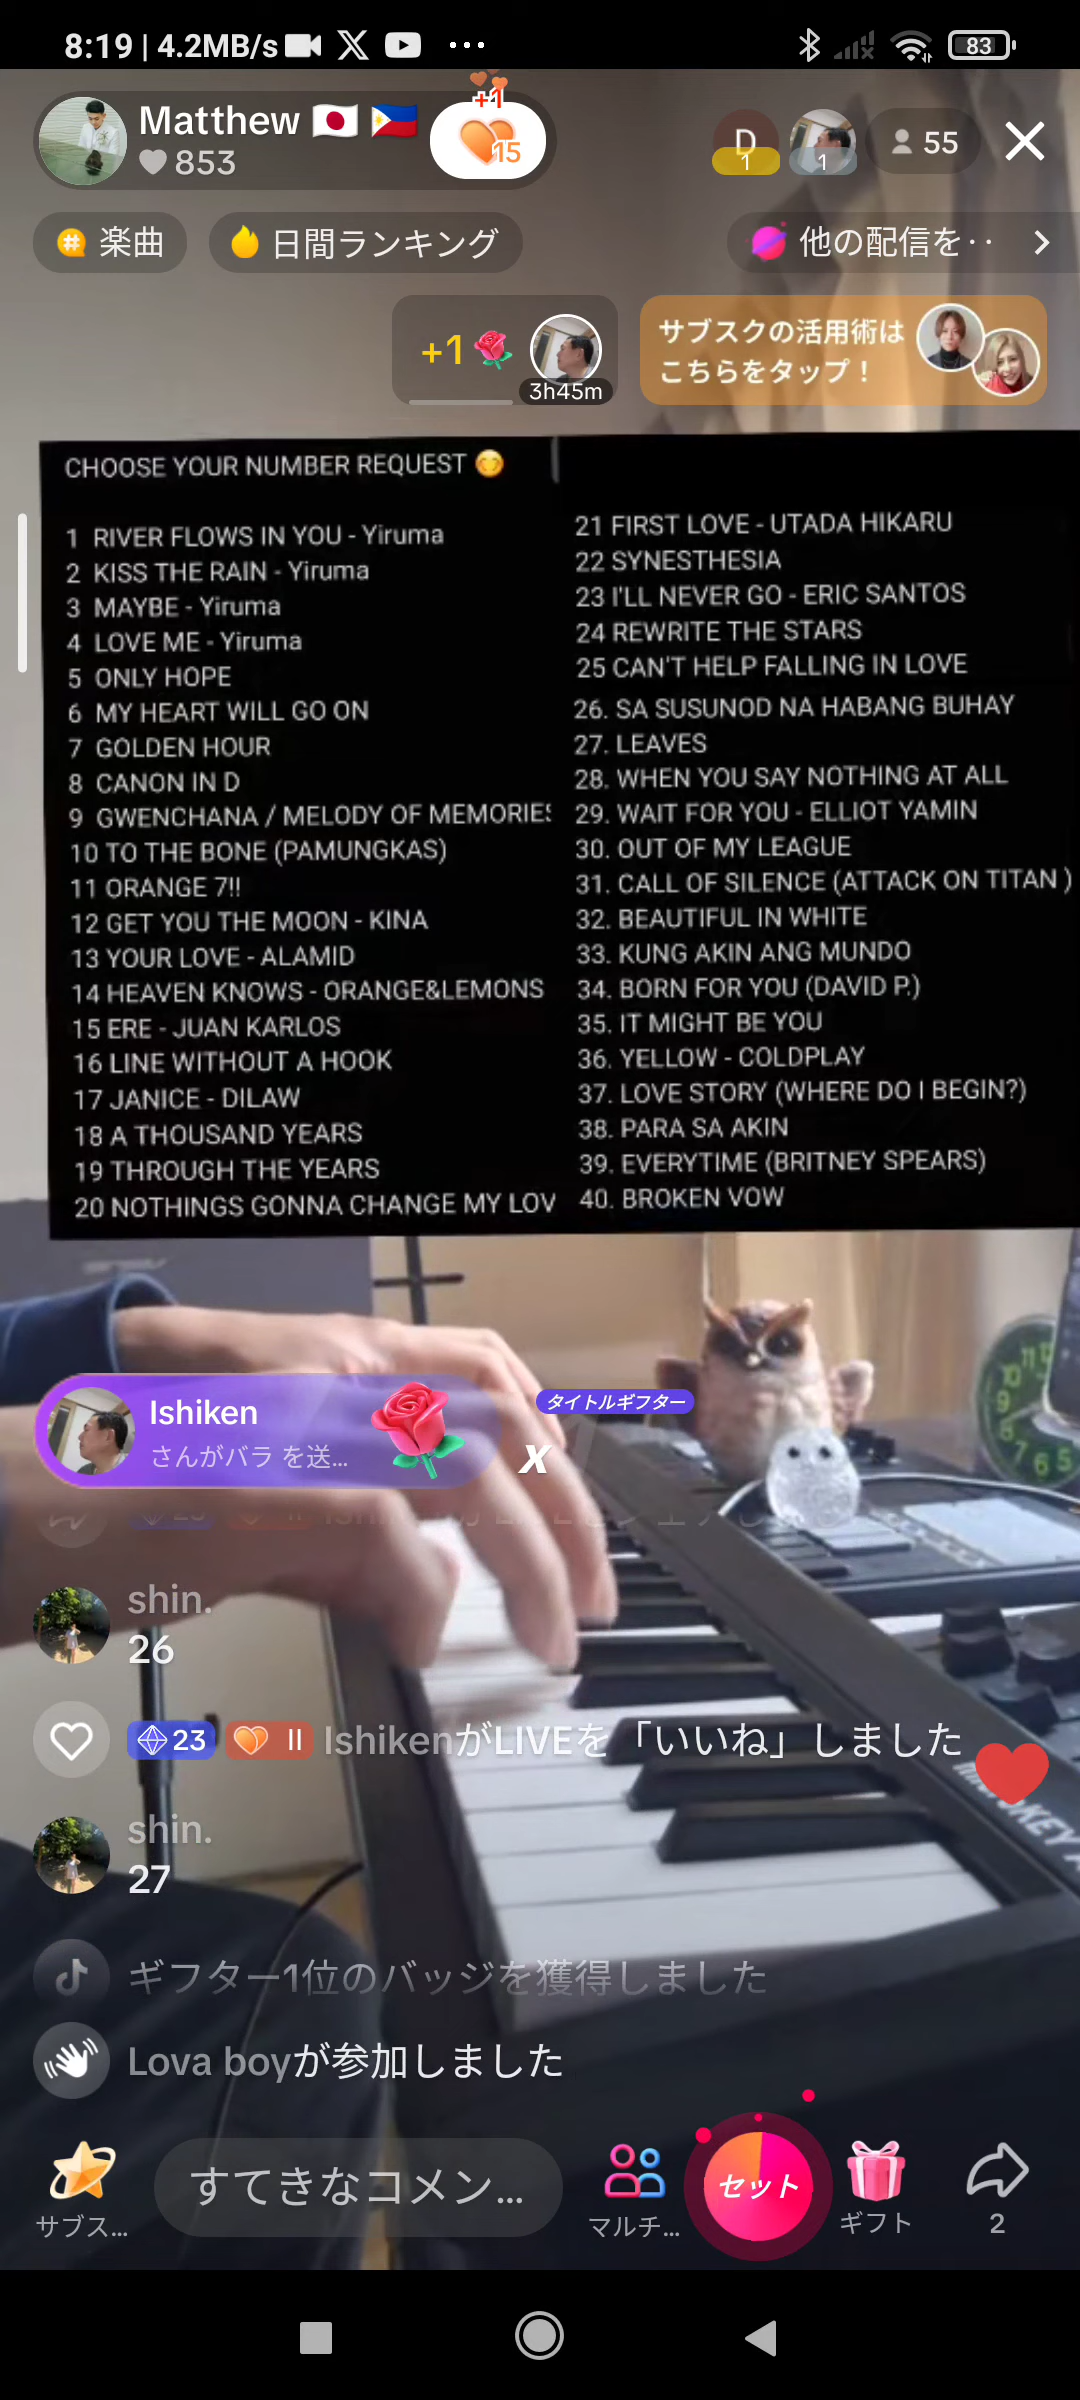 8:19 | 4.2MB/s
83
Matthew 🇯🇵 🇵🇭
853
+1
15
D
1
1
55
楽曲
日間ランキング
他の配信を··
+1
3h45m
サブスクの活用術は
こちらをタップ！
CHOOSE YOUR NUMBER REQUEST 😋
1 RIVER FLOWS IN YOU - Yiruma
2 KISS THE RAIN - Yiruma
3 MAYBE - Yiruma
4 LOVE ME - Yiruma
5 ONLY HOPE
6 MY HEART WILL GO ON
7 GOLDEN HOUR
8 CANON IN D
9 GWENCHANA / MELODY OF MEMORIES
10 TO THE BONE (PAMUNGKAS)
11 ORANGE 7!!
12 GET YOU THE MOON - KINA
13 YOUR LOVE - ALAMID
14 HEAVEN KNOWS - ORANGE&LEMONS
15 ERE - JUAN KARLOS
16 LINE WITHOUT A HOOK
17 JANICE - DILAW
18 A THOUSAND YEARS
19 THROUGH THE YEARS
20 NOTHINGS GONNA CHANGE MY LOV
21 FIRST LOVE - UTADA HIKARU
22 SYNESTHESIA
23 I'LL NEVER GO - ERIC SANTOS
24 REWRITE THE STARS
25 CAN'T HELP FALLING IN LOVE
26. SA SUSUNOD NA HABANG BUHAY
27. LEAVES
28. WHEN YOU SAY NOTHING AT ALL
29. WAIT FOR YOU - ELLIOT YAMIN
30. OUT OF MY LEAGUE
31. CALL OF SILENCE (ATTACK ON TITAN )
32. BEAUTIFUL IN WHITE
33. KUNG AKIN ANG MUNDO
34. BORN FOR YOU (DAVID P.)
35. IT MIGHT BE YOU
36. YELLOW - COLDPLAY
37. LOVE STORY (WHERE DO I BEGIN?)
38. PARA SA AKIN
39. EVERYTIME (BRITNEY SPEARS)
40. BROKEN VOW
Ishiken
さんがバラ を送...
タイトルギフター
x
shin.
26
23 II IshikenがLIVEを「いいね」しました
shin.
27
ギフター1位のバッジを獲得しました
Lova boyが参加しました
サブス...
すてきなコメン...
マルチ...
セット
ギフト
2